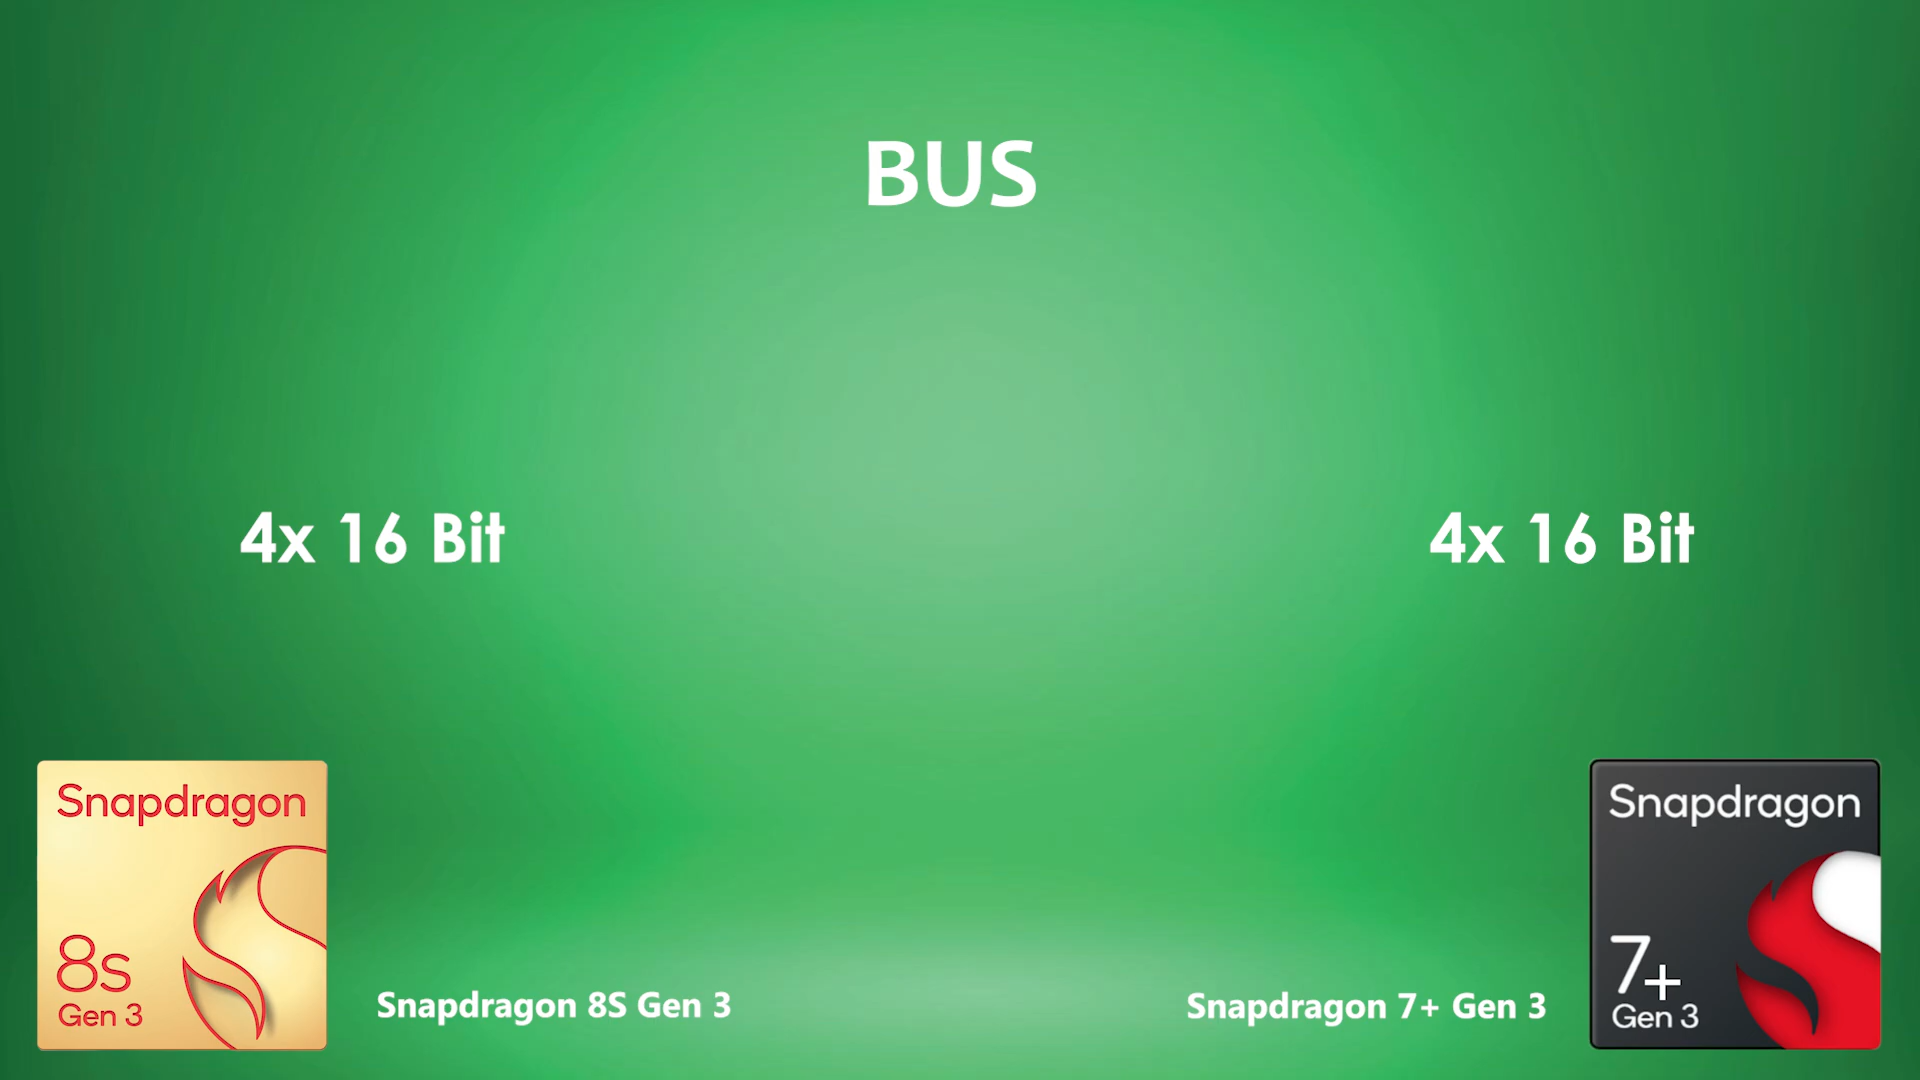 BUS
4x 16 Bit
4x 16 Bit
Snapdragon
8s
Gen 3
Snapdragon 8S Gen 3
Snapdragon 7+ Gen 3
Snapdragon
7+
Gen 3